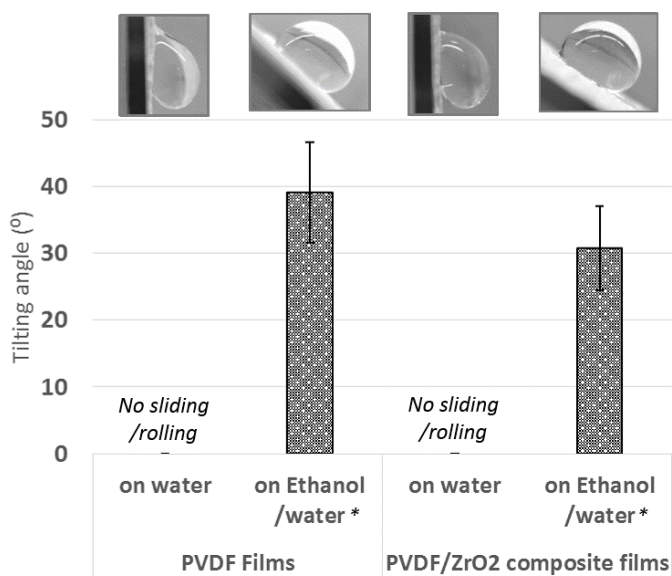 50
40
30
20
10
0
Tilting angle (⁰)
No sliding
/rolling
No sliding
/rolling
on water
on Ethanol
/water *
on water
on Ethanol
/water *
PVDF Films
PVDF/ZrO2 composite films